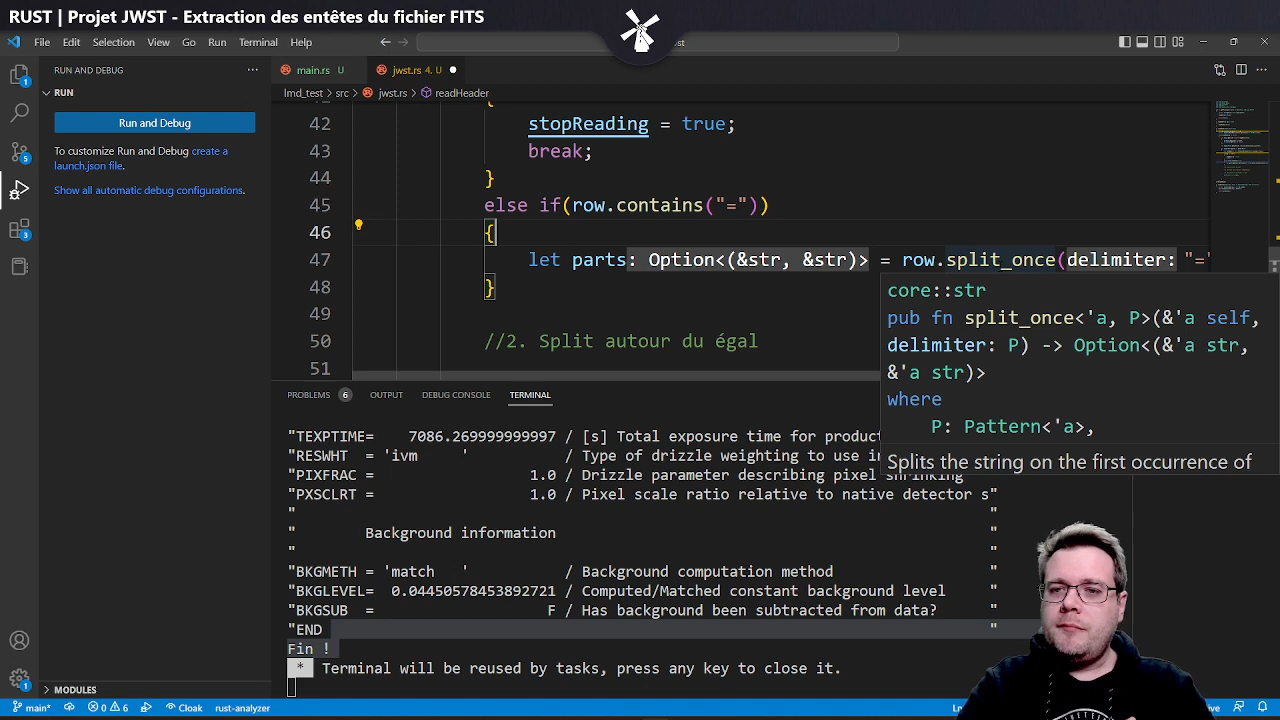 RUST | Projet JWST - Extraction des entêtes du fichier FITS
File Edit Selection View Go Run Terminal Help
RUN AND DEBUG
main.rs U
jwst.rs 4, U
RUN
lmd_test > src > jwst.rs > readHeader
Run and Debug
To customize Run and Debug create a
launch.json file.
Show all automatic debug configurations.
42 stopReading = true;
43 break;
44 }
45 else if(row.contains("="))
46 {
47 let parts: Option<(&str, &str)> = row.split_once(delimiter: "="
48 }
49
50 //2. Split autour du égal
51
core::str
pub fn split_once<'a, P>(&'a self,
delimiter: P) -> Option<(&'a str,
&'a str)>
where
P: Pattern<'a>,
Splits the string on the first occurrence of
PROBLEMS 6 OUTPUT DEBUG CONSOLE TERMINAL
"TEXPTIME= 7086.269999999997 / [s] Total exposure time for product
"RESWHT = 'ivm ' / Type of drizzle weighting to use in
"PIXFRAC = 1.0 / Drizzle parameter describing pixel shrinking
"PXSCLRT = 1.0 / Pixel scale ratio relative to native detector s"
" "
" Background information
" "
"BKGMETH = 'match ' / Background computation method
"BKGLEVEL= 0.04450578453892721 / Computed/Matched constant background level
"BKGSUB = F / Has background been subtracted from data?
"END "
Fin !
* Terminal will be reused by tasks, press any key to close it.
MODULES
main* 0 6 Cloak rust-analyzer